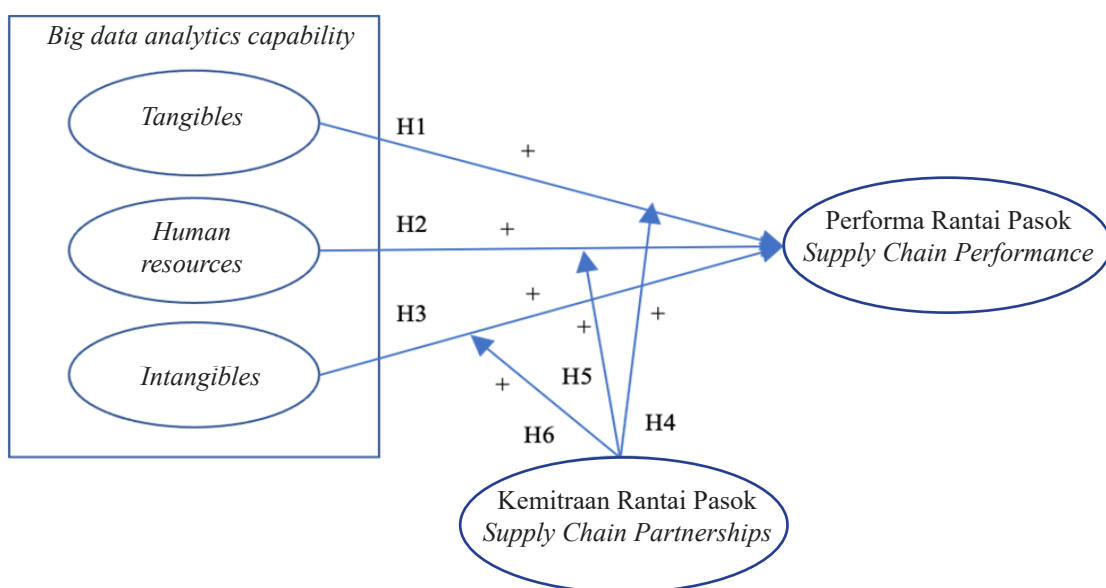 Big data analytics capability
Tangibles
H1
+
Human
resources
H2
+
Performa Rantai Pasok
Supply Chain Performance
Intangibles
H3
+
+
+
+
H5
H4
H6
Kemitraan Rantai Pasok
Supply Chain Partnerships